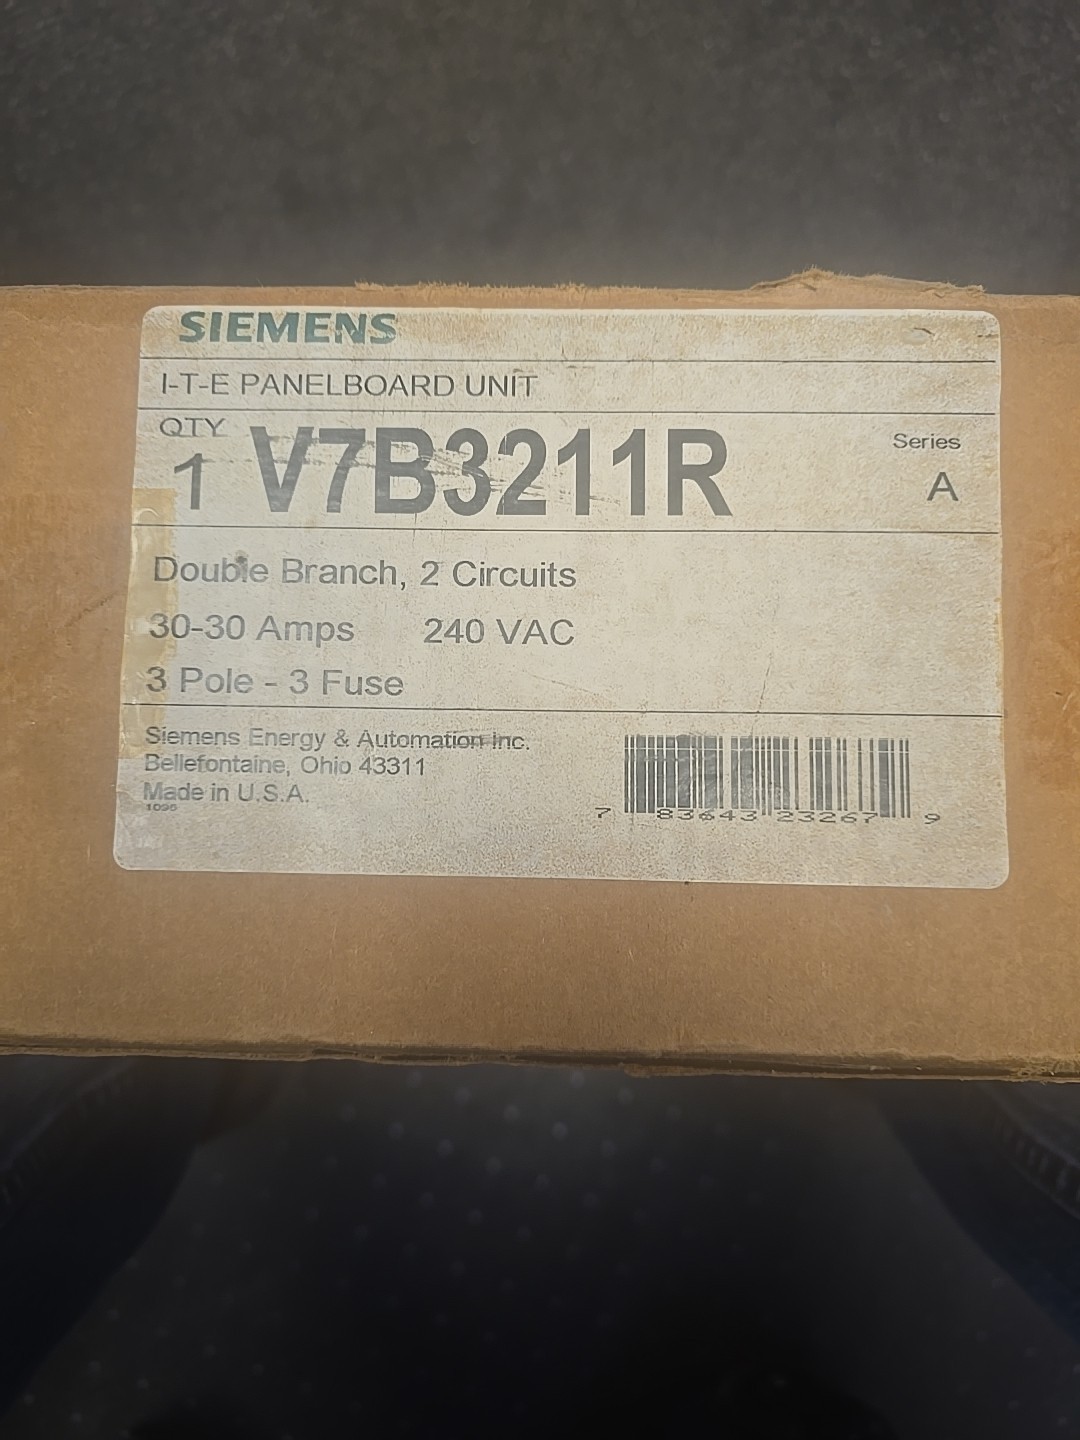 SIEMENS
I-T-E PANELBOARD UNIT
QTY
1 V7B3211R
Series
A
Double Branch, 2 Circuits
30-30 Amps 240 VAC
3 Pole - 3 Fuse
Siemens Energy & Automation Inc.
Bellefontaine, Ohio 43311
Made in U.S.A.
7 83643 23267 9